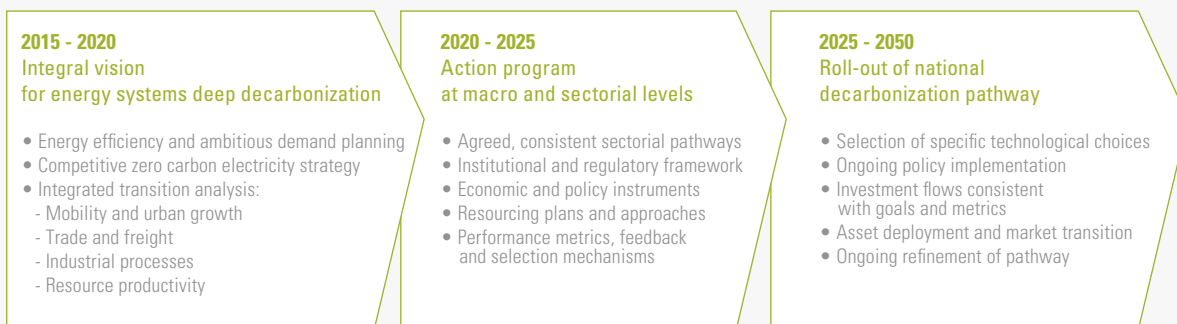 2015 - 2020
Integral vision
for energy systems deep decarbonization
• Energy efficiency and ambitious demand planning
• Competitive zero carbon electricity strategy
• Integrated transition analysis:
- Mobility and urban growth
- Trade and freight
- Industrial processes
- Resource productivity
2020 - 2025
Action program
at macro and sectorial levels
• Agreed, consistent sectorial pathways
• Institutional and regulatory framework
• Economic and policy instruments
• Resourcing plans and approaches
• Performance metrics, feedback
and selection mechanisms
2025 - 2050
Roll-out of national
decarbonization pathway
• Selection of specific technological choices
• Ongoing policy implementation
• Investment flows consistent
with goals and metrics
• Asset deployment and market transition
• Ongoing refinement of pathway